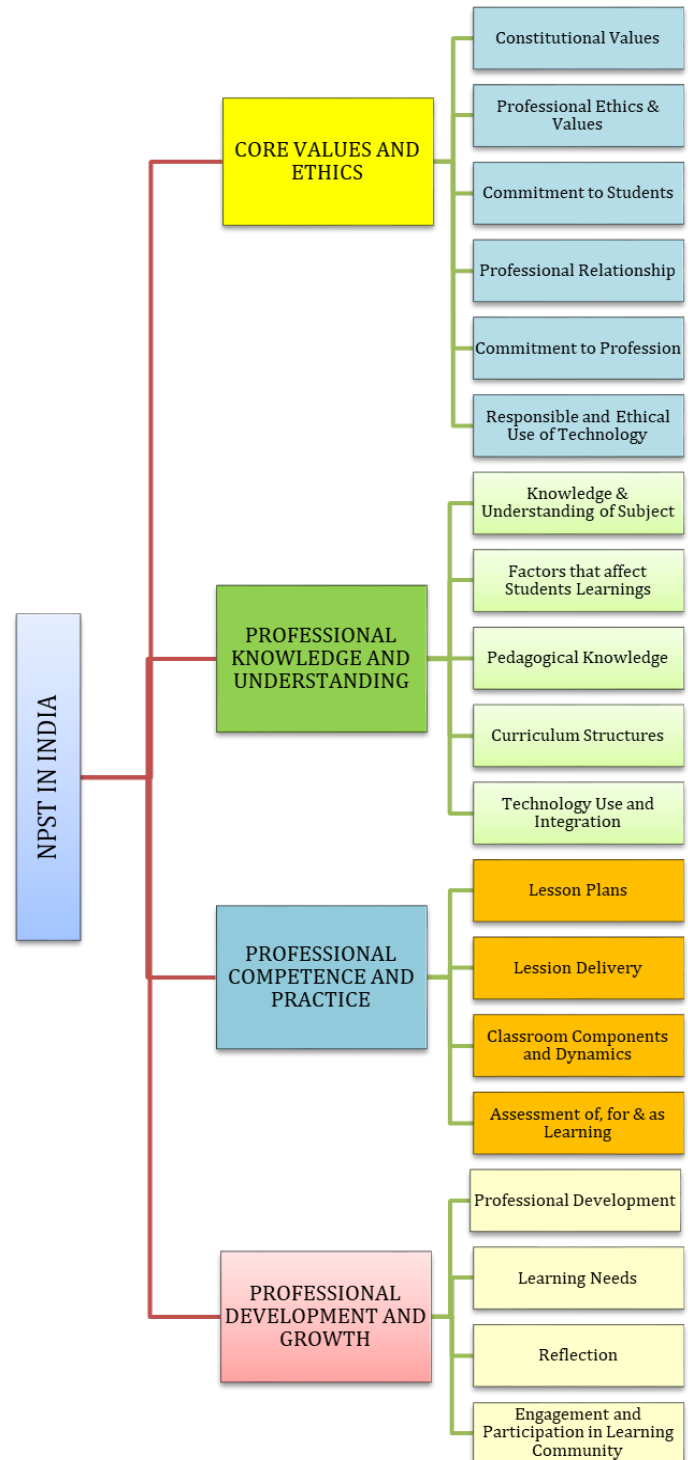 NPST IN INDIA
CORE VALUES AND
ETHICS
Constitutional Values
Professional Ethics &
Values
Commitment to Students
Professional Relationship
Commitment to Profession
Responsible and Ethical
Use of Technology
PROFESSIONAL
KNOWLEDGE AND
UNDERSTANDING
Knowledge &
Understanding of Subject
Factors that affect
Students Learnings
Pedagogical Knowledge
Curriculum Structures
Technology Use and
Integration
PROFESSIONAL
COMPETENCE AND
PRACTICE
Lesson Plans
Lession Delivery
Classroom Components
and Dynamics
Assessment of, for & as
Learning
PROFESSIONAL
DEVELOPMENT AND
GROWTH
Professional Development
Learning Needs
Reflection
Engagement and
Participation in Learning
Community